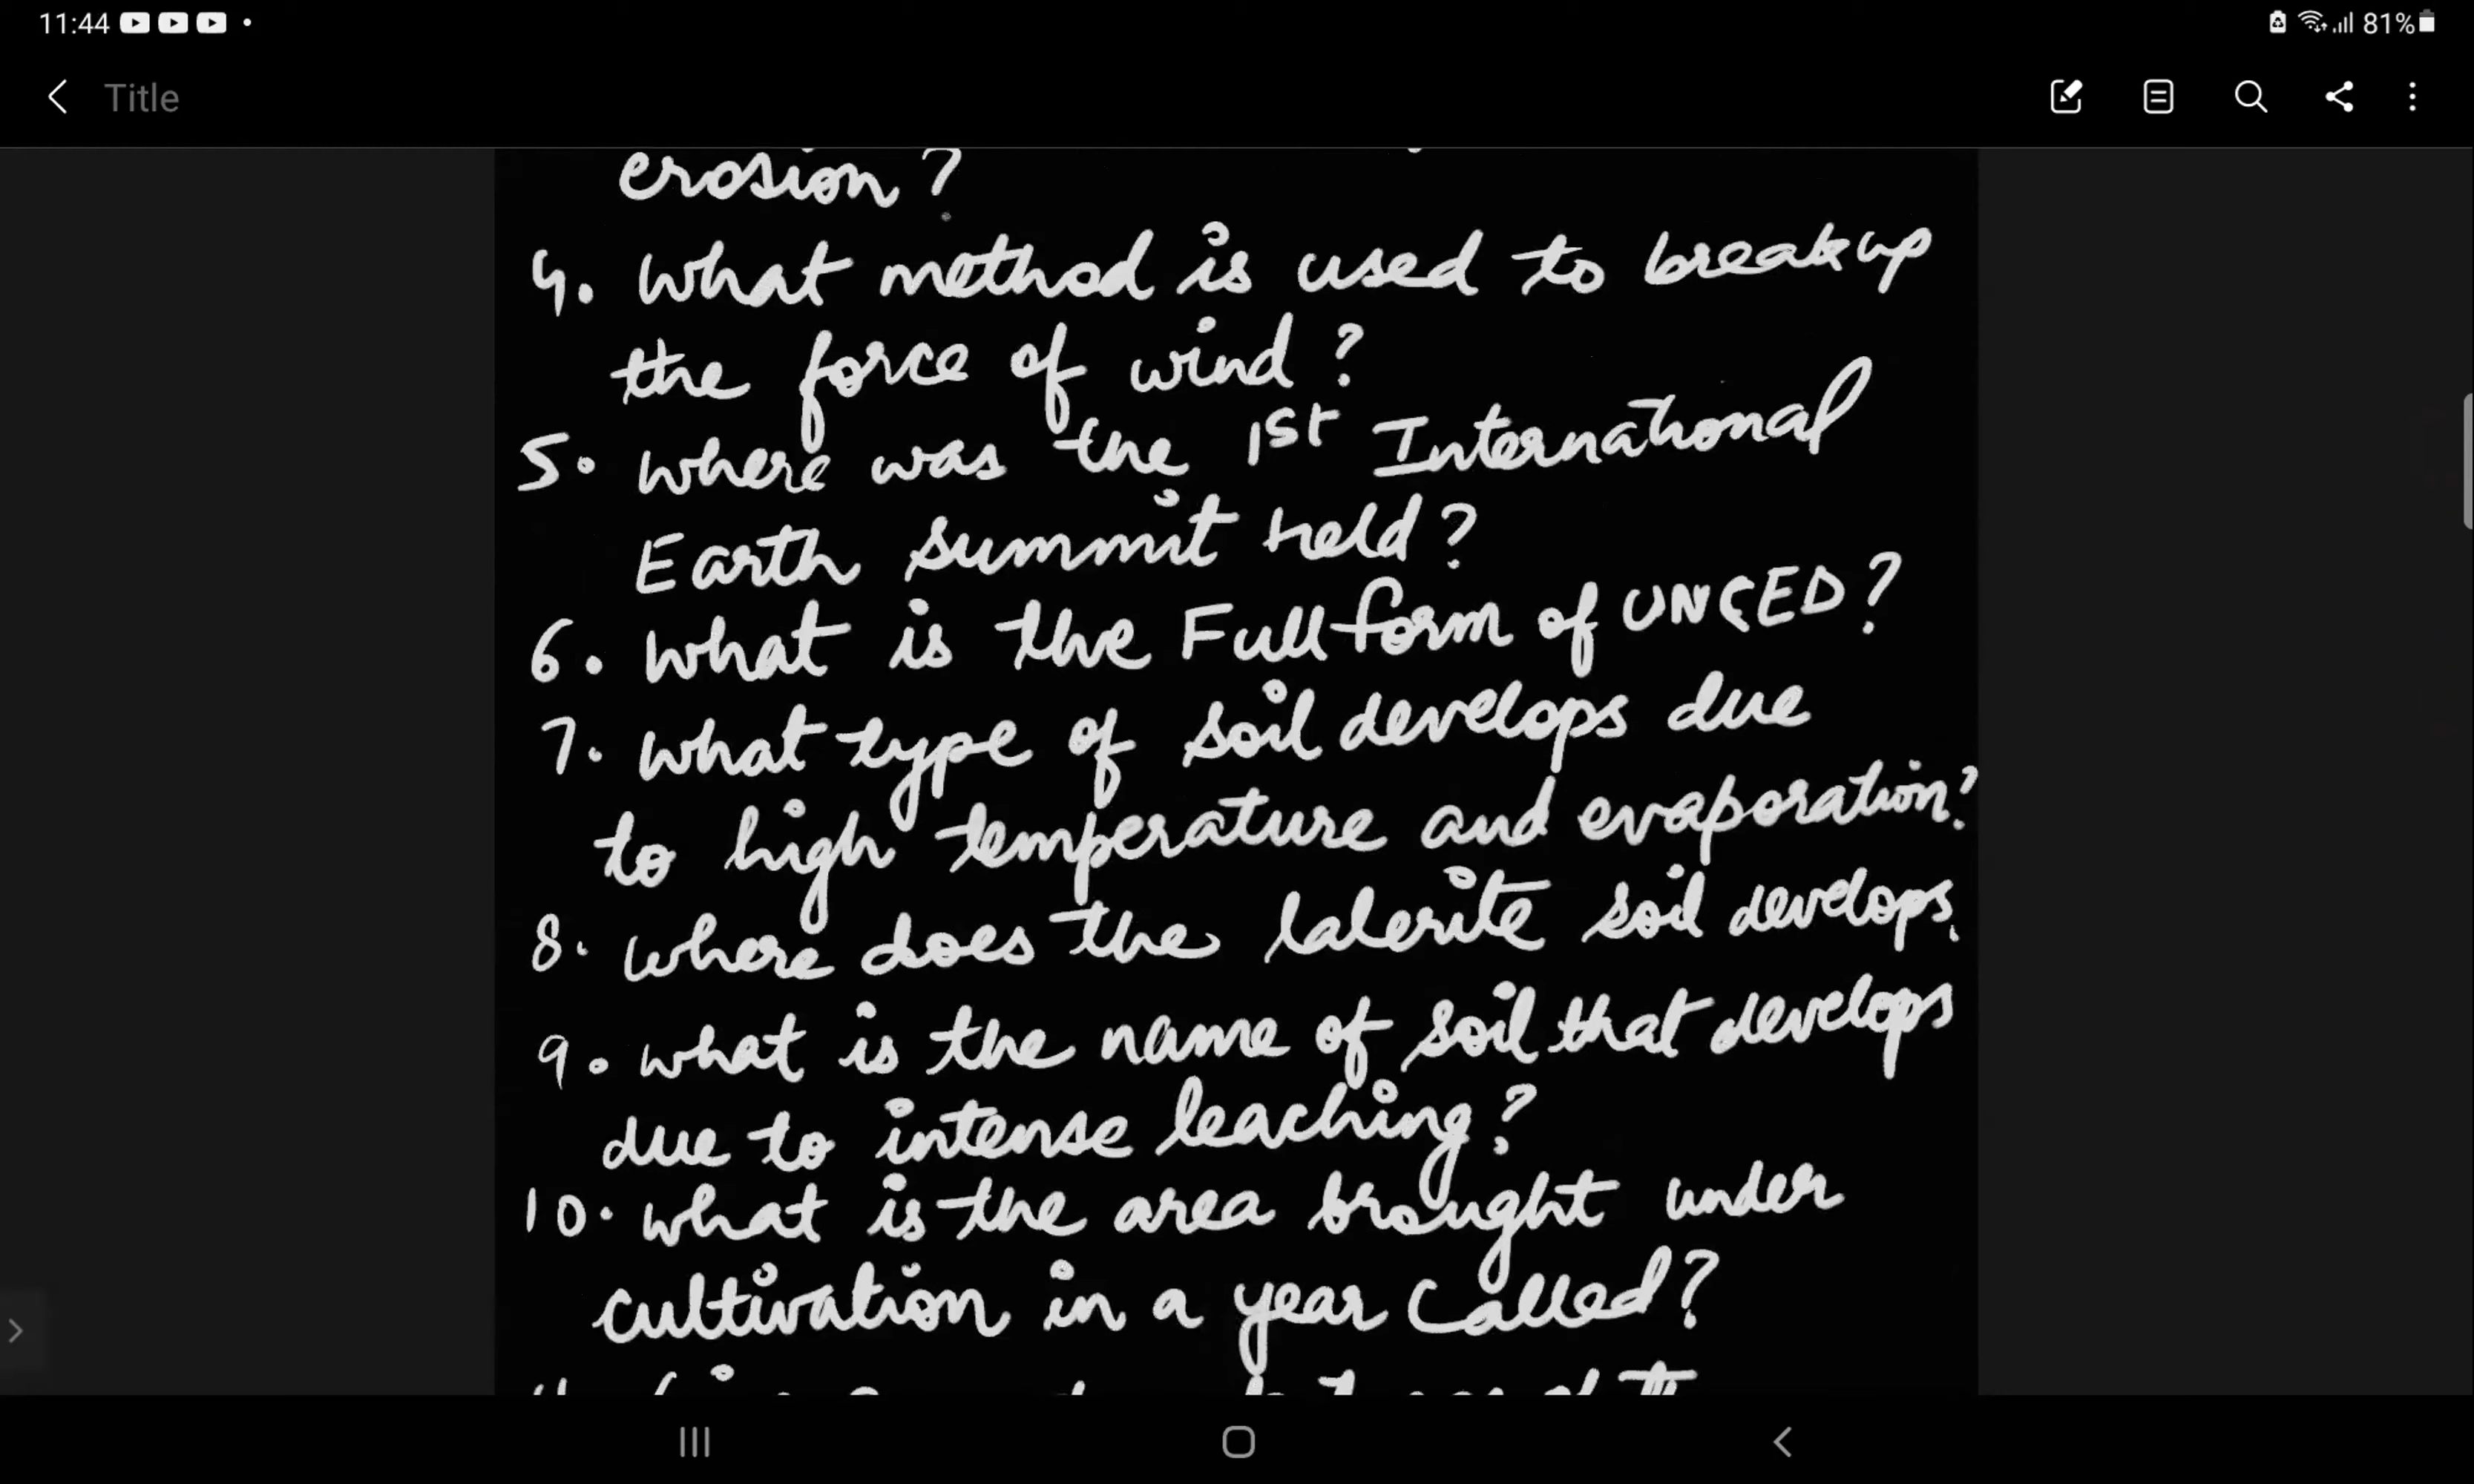 11:44
81%
Title
erosion?
4. What method is used to breakup
the force of wind?
5. Where was the 1st International
Earth summit held?
6. What is the Full form of UNCED?
7. What type of soil develops due
to high temperature and evaporation?
8. Where does the laterite soil develops.
9. What is the name of soil that develops
due to intense leaching?
10. What is the area brought under
cultivation in a year called?